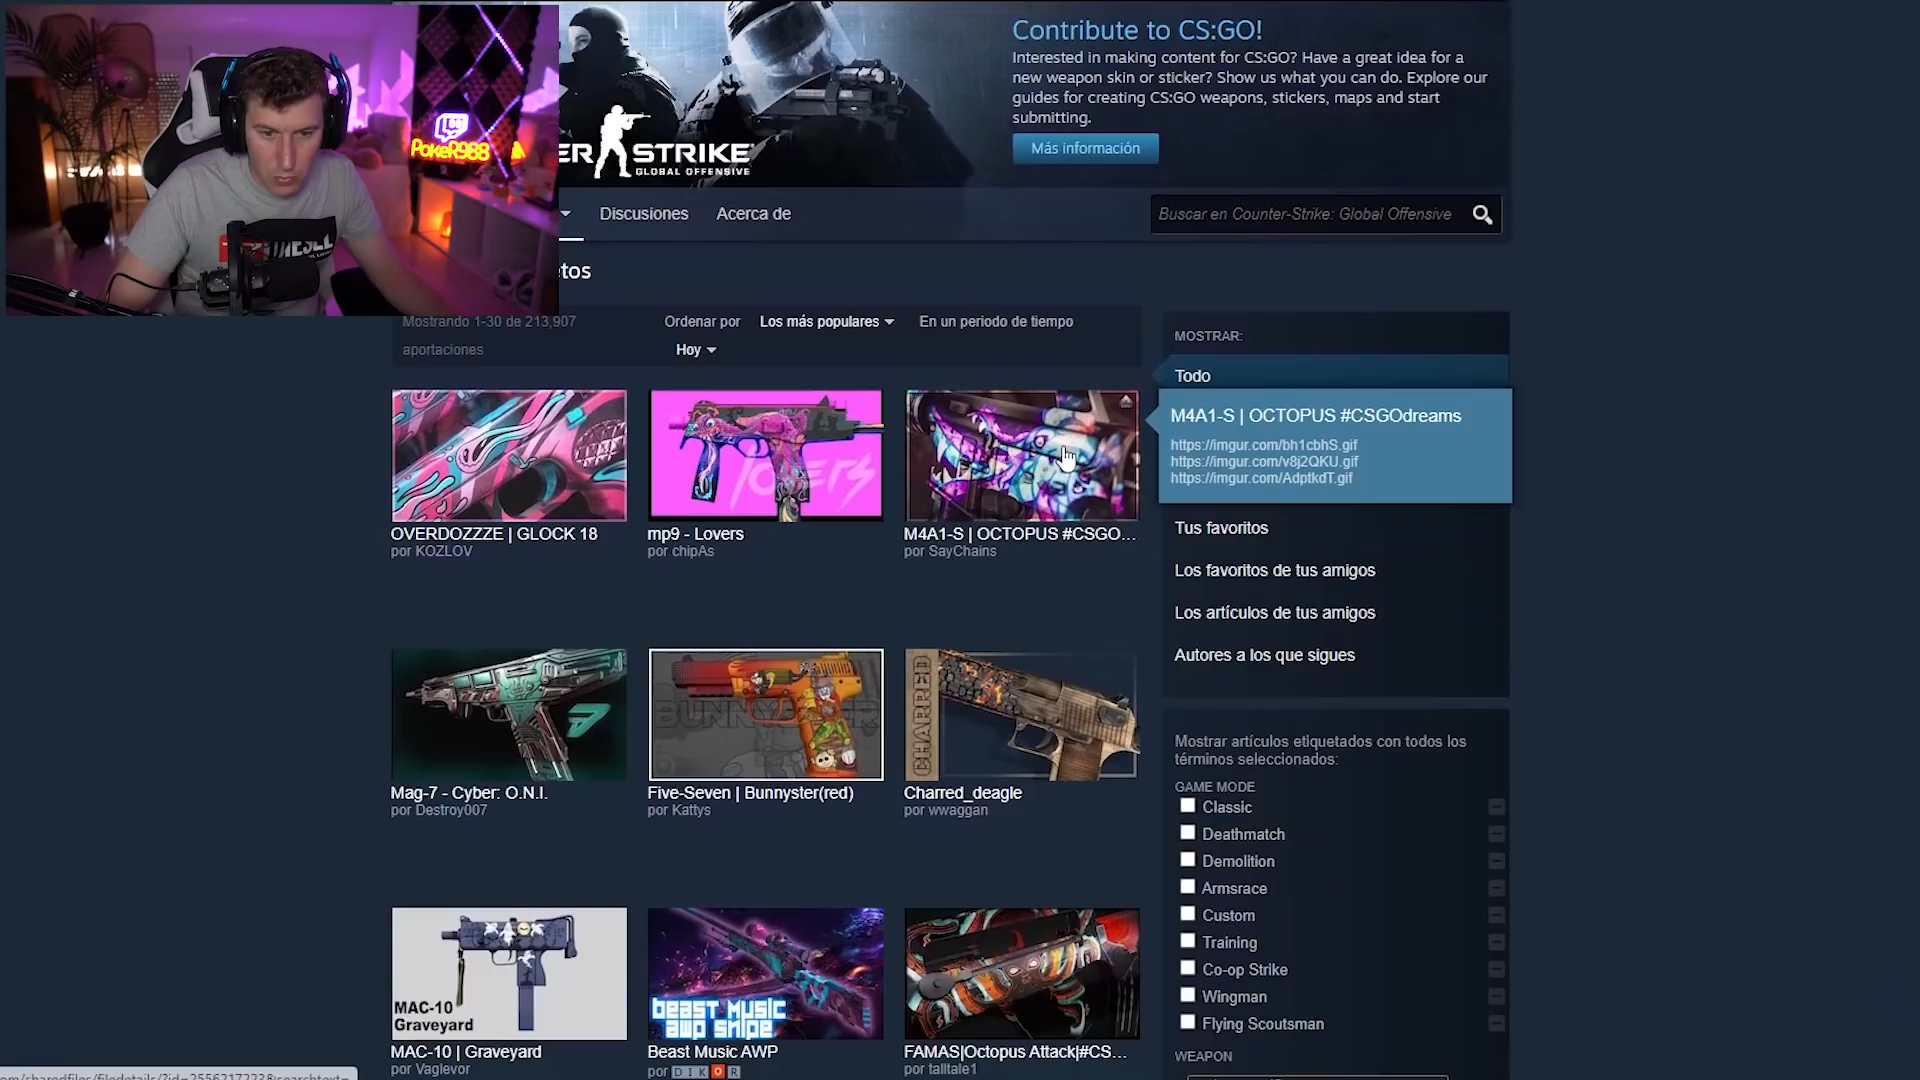 Contribute to CS:GO!
Interested in making content for CS:GO? Have a great idea for a
new weapon skin or sticker? Show us what you can do. Explore our
guides for creating CS:GO weapons, stickers, maps and start
submitting.
Más información
POKER988
ER STRIKE
GLOBAL OFFENSIVE
Discusiones
Acerca de
Buscar en Counter-Strike: Global Offensive
DIESEL
tos
Mostrando 1-30 de 213,907
aportaciones
Ordenar por
Los más populares
En un periodo de tiempo
Hoy
MOSTRAR:
Todo
M4A1-S | OCTOPUS #CSGOdreams
https://imgur.com/bh1cbhS.gif
https://imgur.com/v8j2QKU.gif
https://imgur.com/AdptkdT.gif
Tus favoritos
Los favoritos de tus amigos
Los artículos de tus amigos
Autores a los que sigues
LOVERS
OVERDOZZZE | GLOCK 18
por KOZLOV
mp9 - Lovers
por chipAs
M4A1-S | OCTOPUS #CSGO...
por SayChains
BUNNYSTER
CHARRED
Mag-7 - Cyber: O.N.I.
por Destroy007
Five-Seven | Bunnyster(red)
por Kattys
Charred_deagle
por wwaggan
Mostrar artículos etiquetados con todos los
términos seleccionados:
GAME MODE
Classic
Deathmatch
Demolition
Armsrace
Custom
Training
Co-op Strike
Wingman
Flying Scoutsman
WEAPON
MAC-10
Graveyard
BEAST MUSIC
AWP SNIPE
MAC-10 | Graveyard
por Vaglevor
Beast Music AWP
por DIKOR
FAMAS|Octopus Attack|#CS...
por talltale1